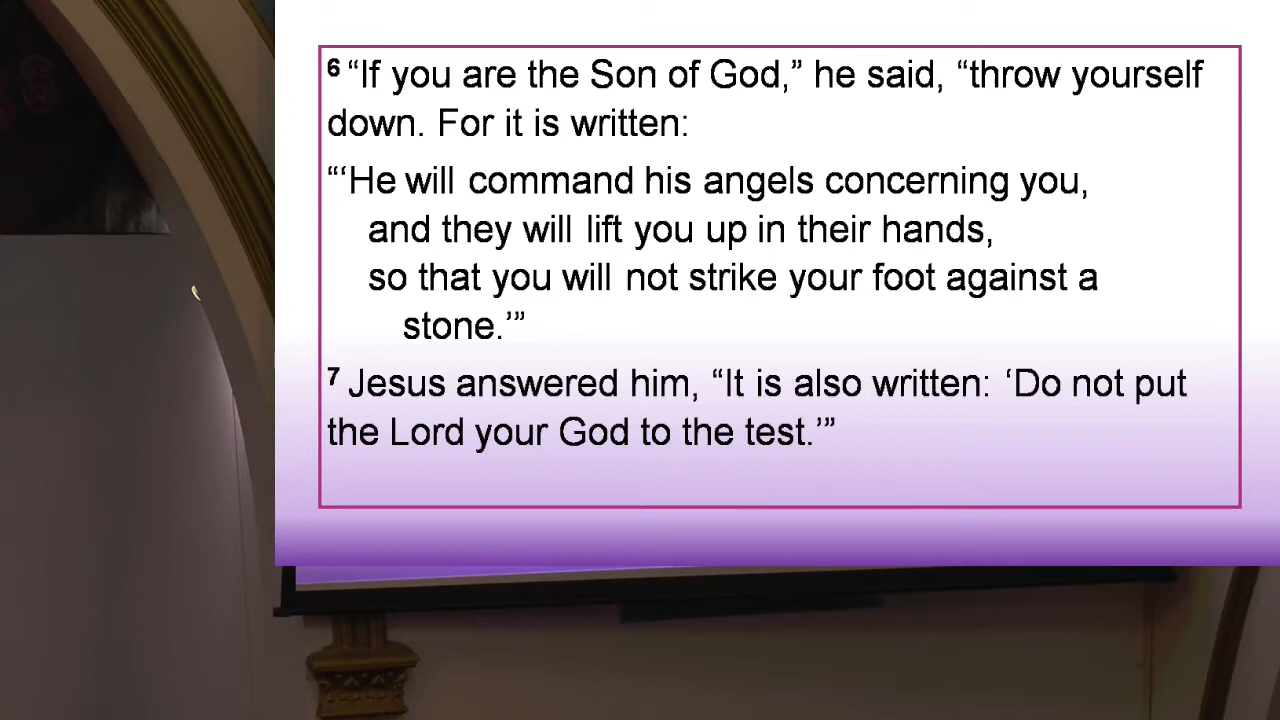 6 “If you are the Son of God,” he said, “throw yourself
down. For it is written:
“‘He will command his angels concerning you,
and they will lift you up in their hands,
so that you will not strike your foot against a
stone.’”
7 Jesus answered him, “It is also written: ‘Do not put
the Lord your God to the test.’”